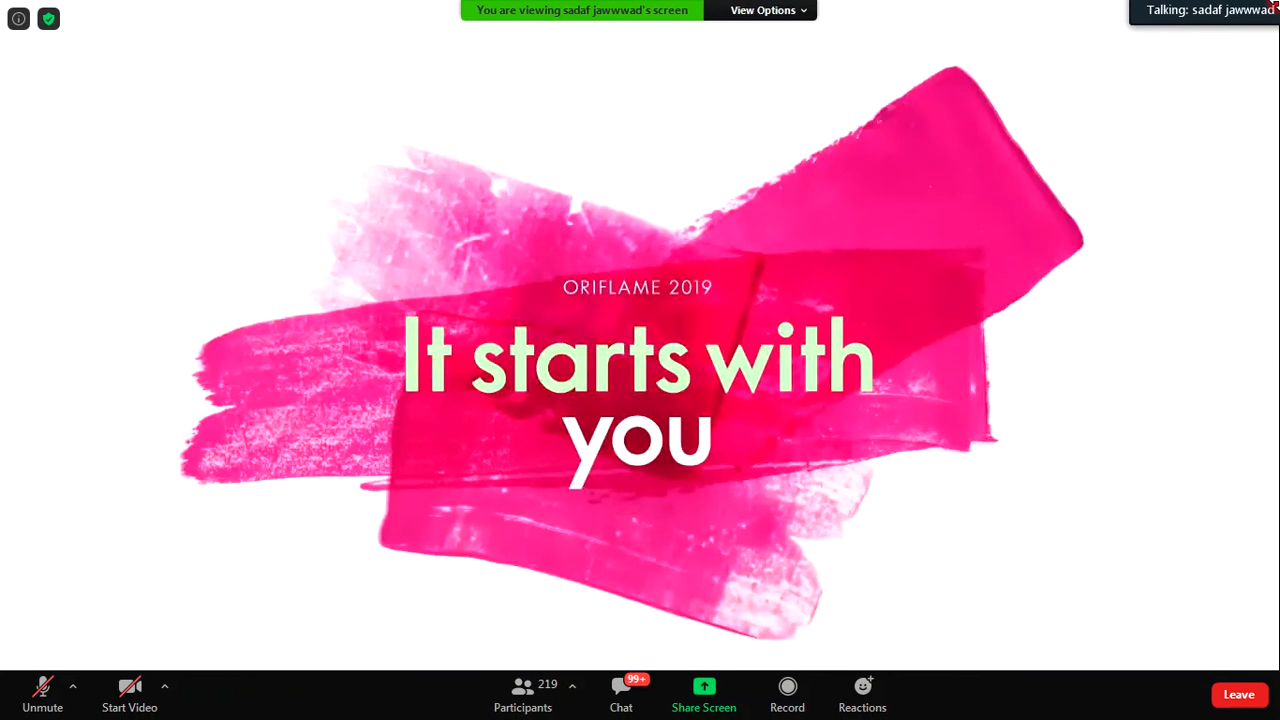 You are viewing sadaf jawwwad's screen
View Options
Talking: sadaf jawwwad
ORIFLAME 2019
It starts with
you
Unmute
Start Video
219
Participants
99+
Chat
Share Screen
Record
Reactions
Leave